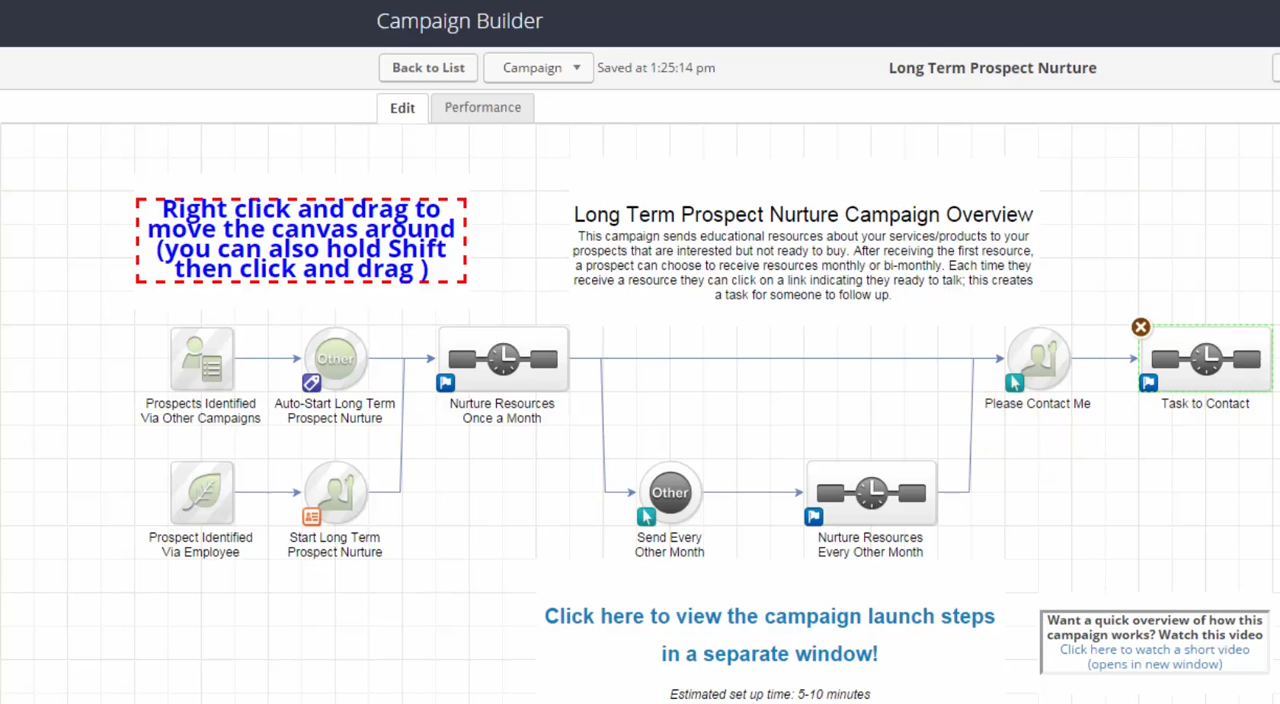 Campaign Builder
Back to List
Campaign
Saved at 1:25:14 pm
Long Term Prospect Nurture
Edit
Performance
Right click and drag to
move the canvas around
(you can also hold Shift
then click and drag )
Long Term Prospect Nurture Campaign Overview
This campaign sends educational resources about your services/products to your
prospects that are interested but not ready to buy. After receiving the first resource,
a prospect can choose to receive resources monthly or bi-monthly. Each time they
receive a resource they can click on a link indicating they ready to talk; this creates
a task for someone to follow up.
Prospects Identified
Via Other Campaigns
Other
Auto-Start Long Term
Prospect Nurture
Nurture Resources
Once a Month
Please Contact Me
Task to Contact
Prospect Identified
Via Employee
Start Long Term
Prospect Nurture
Other
Send Every
Other Month
Nurture Resources
Every Other Month
Click here to view the campaign launch steps
in a separate window!
Estimated set up time: 5-10 minutes
Want a quick overview of how this
campaign works? Watch this video
Click here to watch a short video
(opens in new window)